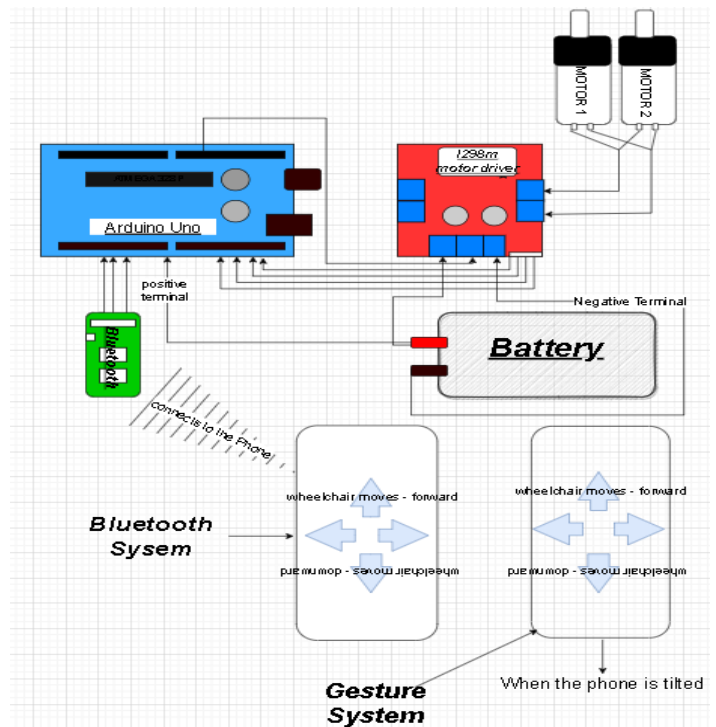 MOTOR 1
MOTOR 2
1298m
motor driver
Arduino Uno
positive
terminal
Negative Terminal
Bluetooth
Battery
connects to the Phone
wheelchair moves - forward
wheelchair moves - downward
wheelchair moves - forward
wheelchair moves - downward
Bluetooth
Sysem
When the phone is tilted
Gesture
System